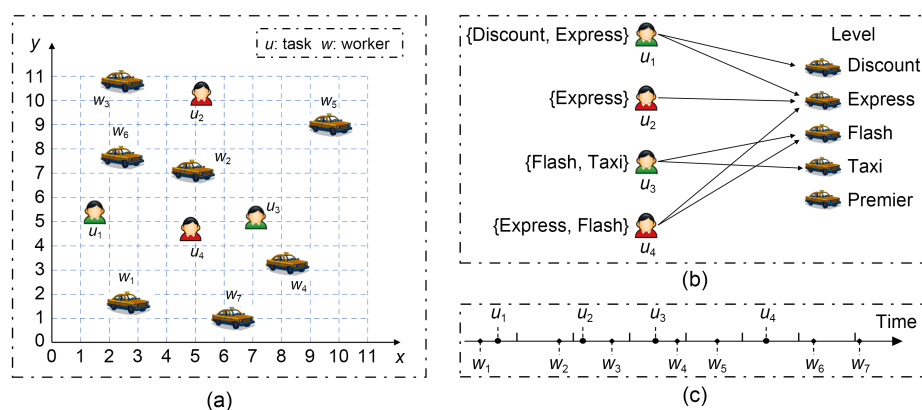 y
u: task w: worker
11
10
9
8
7
6
5
4
3
2
1
0
0 1 2 3 4 5 6 7 8 9 10 11
x
w3
u2
w5
w6
w2
u1
u4
u3
w4
w1
w7
(a)
Level
{Discount, Express}
u1
Discount
{Express}
u2
Express
Flash
{Flash, Taxi}
u3
Taxi
Premier
{Express, Flash}
u4
(b)
u1 u2 u3 u4 Time
w1 w2 w3 w4 w5 w6 w7
(c)